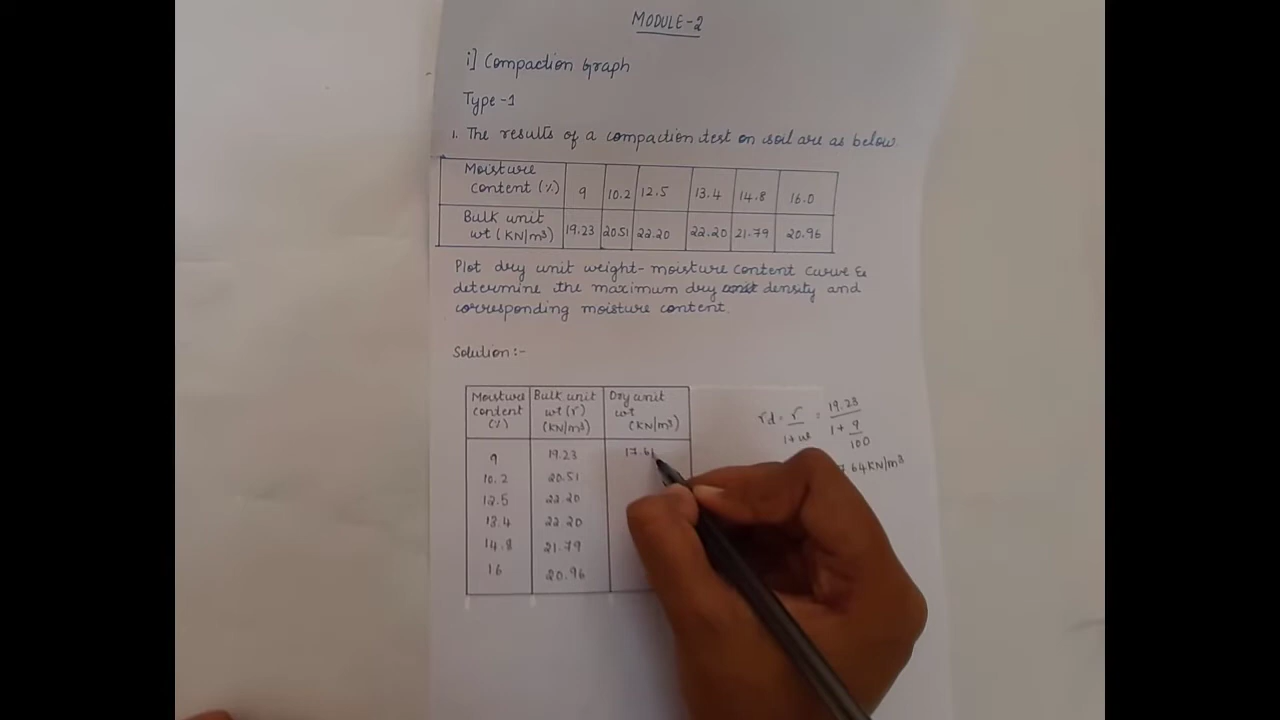 MODULE-2
i] Compaction Graph
Type-1
1. The results of a compaction test on soil are as below.
Moisture content (%) 9 10.2 12.5 13.4 14.8 16.0
Bulk unit wt (KN/m³) 19.23 20.51 22.20 22.20 21.79 20.96
Plot dry unit weight-moisture content curve &
determine the maximum dry density and
corresponding moisture content.
Solution:-
Moisture content (%) Bulk unit wt (r) (KN/m³) Dry unit wt (KN/m³)
9 19.23 17.6
10.2 20.51
12.5 22.20
13.4 22.20
14.8 21.79
16 20.96
rd = r / 1+w = 19.23 / 1+ 9/100
64KN/m³